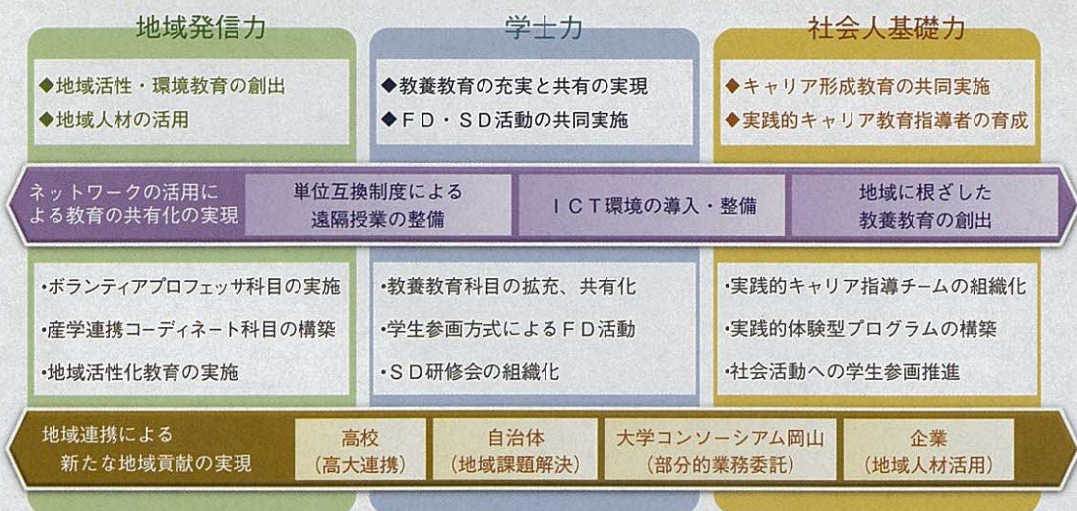 地域発信力
学士力
社会人基礎力
◆地域活性・環境教育の創出
◆地域人材の活用
◆教養教育の充実と共有の実現
◆ＦＤ・ＳＤ活動の共同実施
◆キャリア形成教育の共同実施
◆実践的キャリア教育指導者の育成
ネットワークの活用に
よる教育の共有化の実現
単位互換制度による
遠隔授業の整備
ＩＣＴ環境の導入・整備
地域に根ざした
教養教育の創出
・ボランティアプロフェッサ科目の実施
・産学連携コーディネート科目の構築
・地域活性化教育の実施
・教養教育科目の拡充、共有化
・学生参画方式によるＦＤ活動
・ＳＤ研修会の組織化
・実践的キャリア指導チームの組織化
・実践的体験型プログラムの構築
・社会活動への学生参画推進
地域連携による
新たな地域貢献の実現
高校
（高大連携）
自治体
（地域課題解決）
大学コンソーシアム岡山
（部分的業務委託）
企業
（地域人材活用）